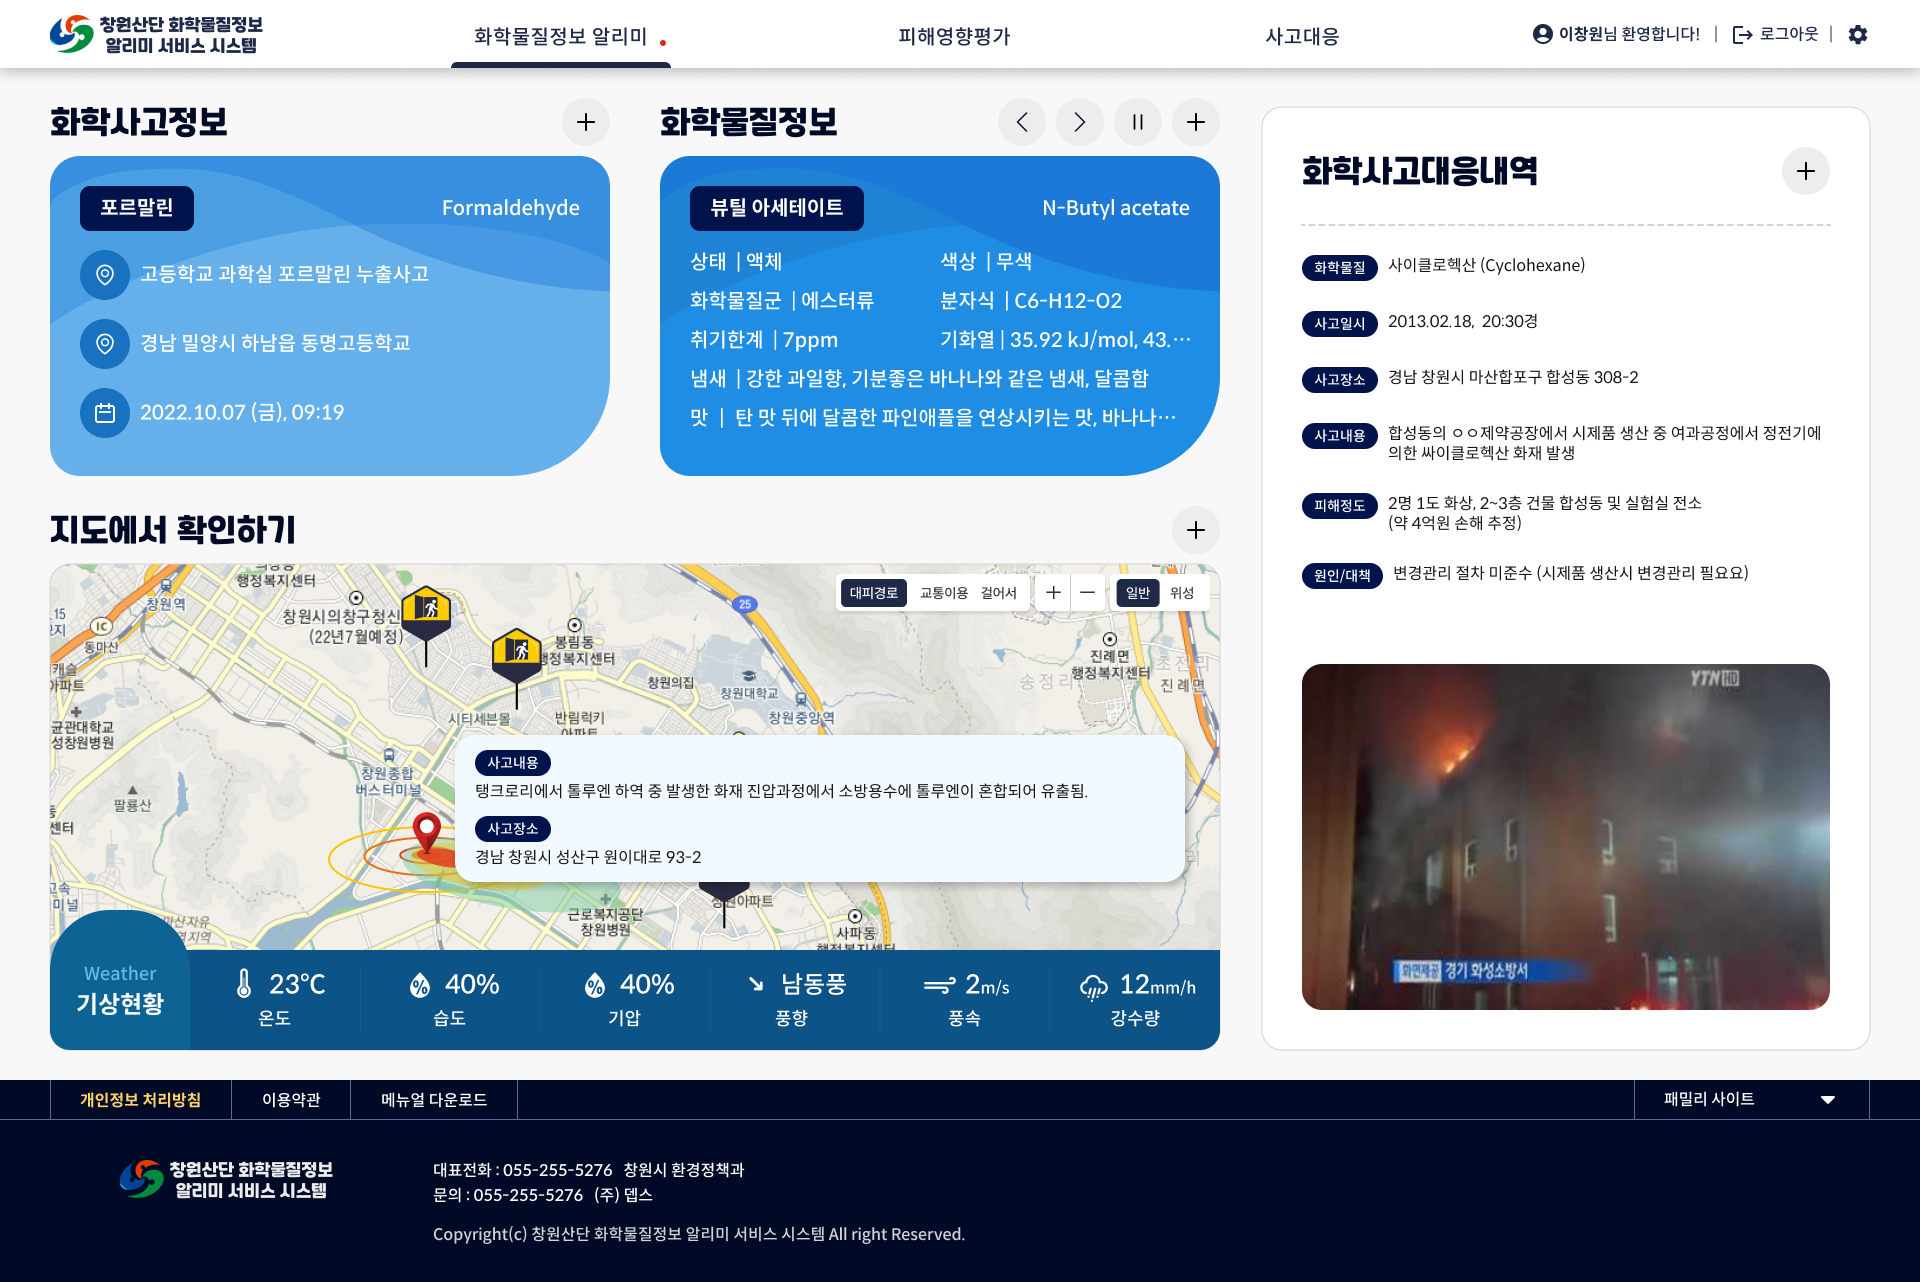 창원산단 화학물질정보
알리미 서비스 시스템
화학물질정보 알리미
피해영향평가
사고대응
이창원님 환영합니다!
로그아웃
화학사고정보
포르말린
Formaldehyde
고등학교 과학실 포르말린 누출사고
경남 밀양시 하남읍 동명고등학교
2022.10.07 (금), 09:19
화학물질정보
뷰틸 아세테이트
N-Butyl acetate
상태 | 액체
색상 | 무색
화학물질군 | 에스터류
분자식 | C6-H12-O2
취기한계 | 7ppm
기화열 | 35.92 kJ/mol, 43.···
냄새 | 강한 과일향, 기분좋은 바나나와 같은 냄새, 달콤함
맛 | 탄 맛 뒤에 달콤한 파인애플을 연상시키는 맛, 바나나···
화학사고대응내역
화학물질
사이클로헥산 (Cyclohexane)
사고일시
2013.02.18, 20:30경
사고장소
경남 창원시 마산합포구 합성동 308-2
사고내용
합성동의 ㅇㅇ제약공장에서 시제품 생산 중 여과공정에서 정전기에
의한 싸이클로헥산 화재 발생
피해정도
2명 1도 화상, 2~3층 건물 합성동 및 실험실 전소
(약 4억원 손해 추정)
원인/대책
변경관리 절차 미준수 (시제품 생산시 변경관리 필요요)
YTN HD
화면제공 경기 화성소방서
지도에서 확인하기
대피경로
교통이용
걸어서
일반
위성
행정복지센터
창원역
창원시의창구청신
(22년7월예정)
25
IC
동마산
15
캐슬
아파트
봉림동
행정복지센터
창원의집
창원대학교
창원중앙역
진례면
행정복지센터
초전리
송정리
진례면
시티세븐몰
반림럭키
아파트
균관대학교
성창원병원
창원종합
버스터미널
팔룡산
센터
고속
미널
마산자유
역지역
사고내용
탱크로리에서 톨루엔 하역 중 발생한 화재 진압과정에서 소방용수에 톨루엔이 혼합되어 유출됨.
사고장소
경남 창원시 성산구 원이대로 93-2
근로복지공단
창원병원
사파동
행정복지센터
Weather
기상현황
23℃
온도
40%
습도
40%
기압
남동풍
풍향
2m/s
풍속
12mm/h
강수량
개인정보 처리방침
이용약관
메뉴얼 다운로드
패밀리 사이트
창원산단 화학물질정보
알리미 서비스 시스템
대표전화 : 055-255-5276 창원시 환경정책과
문의 : 055-255-5276 (주) 뎁스
Copyright(c) 창원산단 화학물질정보 알리미 서비스 시스템 All right Reserved.